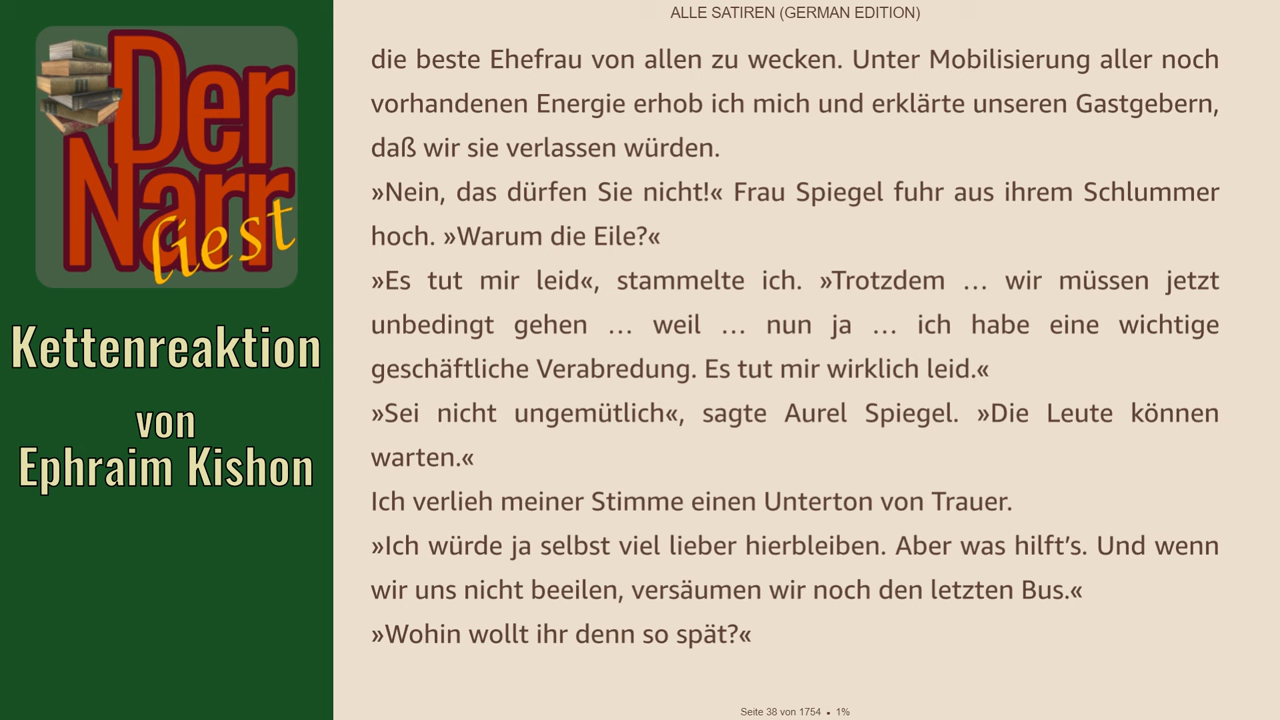 Der
Narr
liest
Kettenreaktion
von
Ephraim Kishon
ALLE SATIREN (GERMAN EDITION)
die beste Ehefrau von allen zu wecken. Unter Mobilisierung aller noch
vorhandenen Energie erhob ich mich und erklärte unseren Gastgebern,
daß wir sie verlassen würden.
»Nein, das dürfen Sie nicht!« Frau Spiegel fuhr aus ihrem Schlummer
hoch. »Warum die Eile?«
»Es tut mir leid«, stammelte ich. »Trotzdem … wir müssen jetzt
unbedingt gehen … weil … nun ja … ich habe eine wichtige
geschäftliche Verabredung. Es tut mir wirklich leid.«
»Sei nicht ungemütlich«, sagte Aurel Spiegel. »Die Leute können
warten.«
Ich verlieh meiner Stimme einen Unterton von Trauer.
»Ich würde ja selbst viel lieber hierbleiben. Aber was hilft’s. Und wenn
wir uns nicht beeilen, versäumen wir noch den letzten Bus.«
»Wohin wollt ihr denn so spät?«
Seite 38 von 1754 • 1%